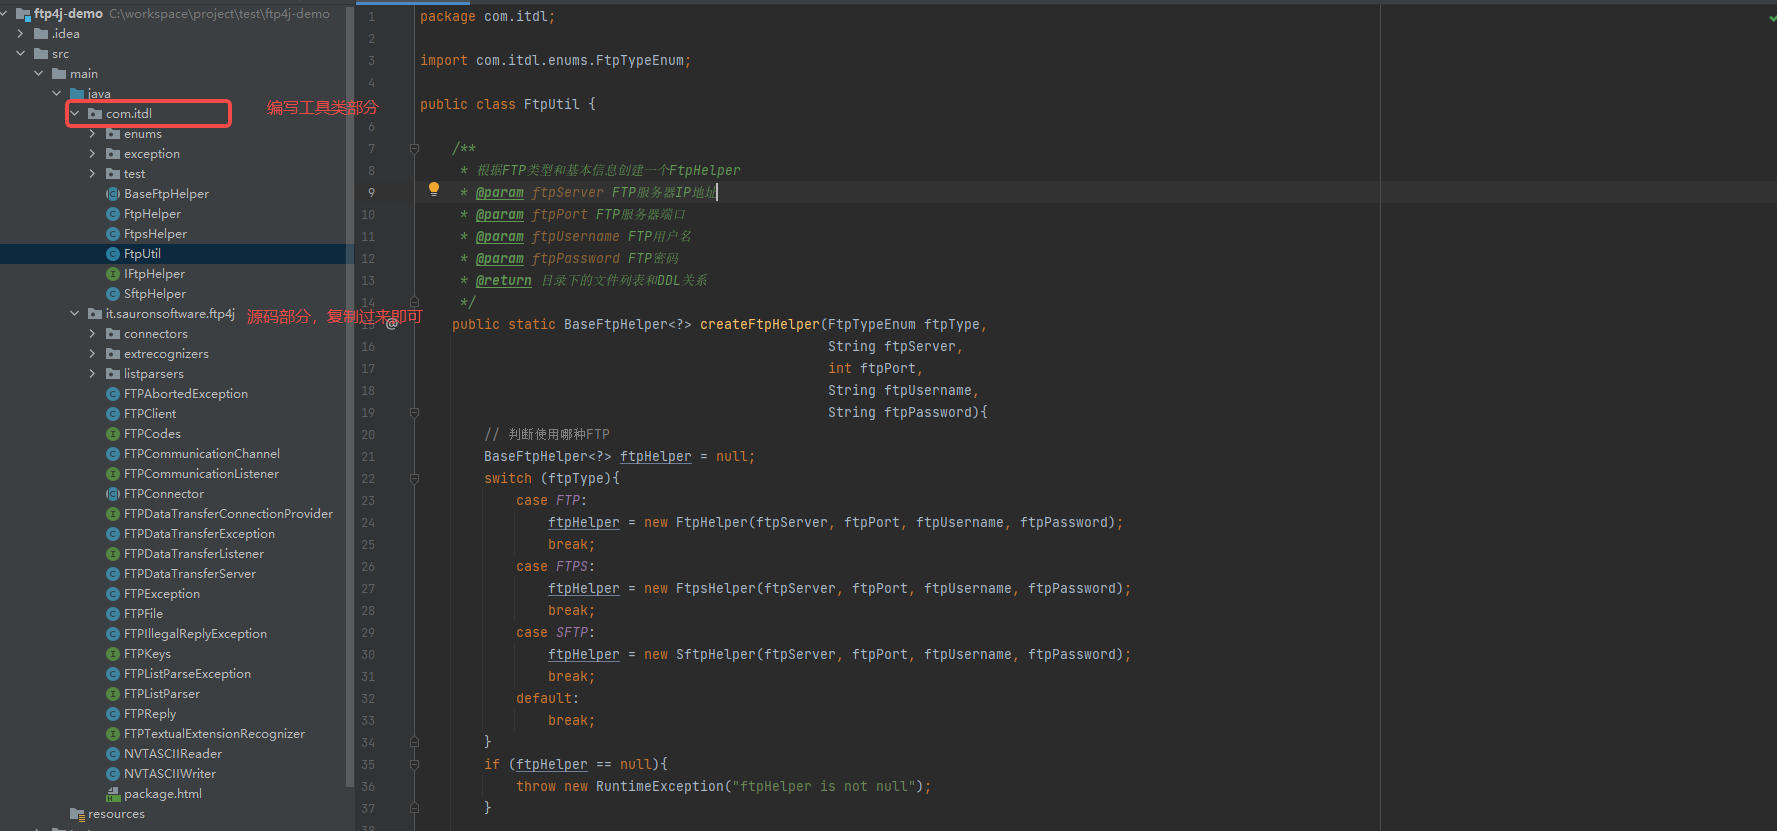 ftp4j-demo C:\workspace\project\test\ftp4j-demo
.idea
src
main
java
com.itdl
编写工具类部分
enums
exception
test
BaseFtpHelper
FtpHelper
FtpsHelper
FtpUtil
IFtpHelper
SftpHelper
it.sauronsoftware.ftp4j
源码部分，复制过来即可
connectors
extrecognizers
listparsers
FTPAbortedException
FTPClient
FTPCodes
FTPCommunicationChannel
FTPCommunicationListener
FTPConnector
FTPDataTransferConnectionProvider
FTPDataTransferException
FTPDataTransferListener
FTPDataTransferServer
FTPException
FTPFile
FTPIllegalReplyException
FTPKeys
FTPListParseException
FTPListParser
FTPReply
FTPTextualExtensionRecognizer
NVTASCIIReader
NVTASCIIWriter
package.html
resources
1 package com.itdl;
2
3 import com.itdl.enums.FtpTypeEnum;
4
public class FtpUtil {
6
7 /**
8 * 根据FTP类型和基本信息创建一个FtpHelper
9 * @param ftpServer FTP服务器IP地址
10 * @param ftpPort FTP服务器端口
11 * @param ftpUsername FTP用户名
12 * @param ftpPassword FTP密码
13 * @return 目录下的文件列表和DDL关系
14 */
15 @ public static BaseFtpHelper<?> createFtpHelper(FtpTypeEnum ftpType,
16 String ftpServer,
17 int ftpPort,
18 String ftpUsername,
19 String ftpPassword){
20 // 判断使用哪种FTP
21 BaseFtpHelper<?> ftpHelper = null;
22 switch (ftpType){
23 case FTP:
24 ftpHelper = new FtpHelper(ftpServer, ftpPort, ftpUsername, ftpPassword);
25 break;
26 case FTPS:
27 ftpHelper = new FtpsHelper(ftpServer, ftpPort, ftpUsername, ftpPassword);
28 break;
29 case SFTP:
30 ftpHelper = new SftpHelper(ftpServer, ftpPort, ftpUsername, ftpPassword);
31 break;
32 default:
33 break;
34 }
35 if (ftpHelper == null){
36 throw new RuntimeException("ftpHelper is not null");
37 }